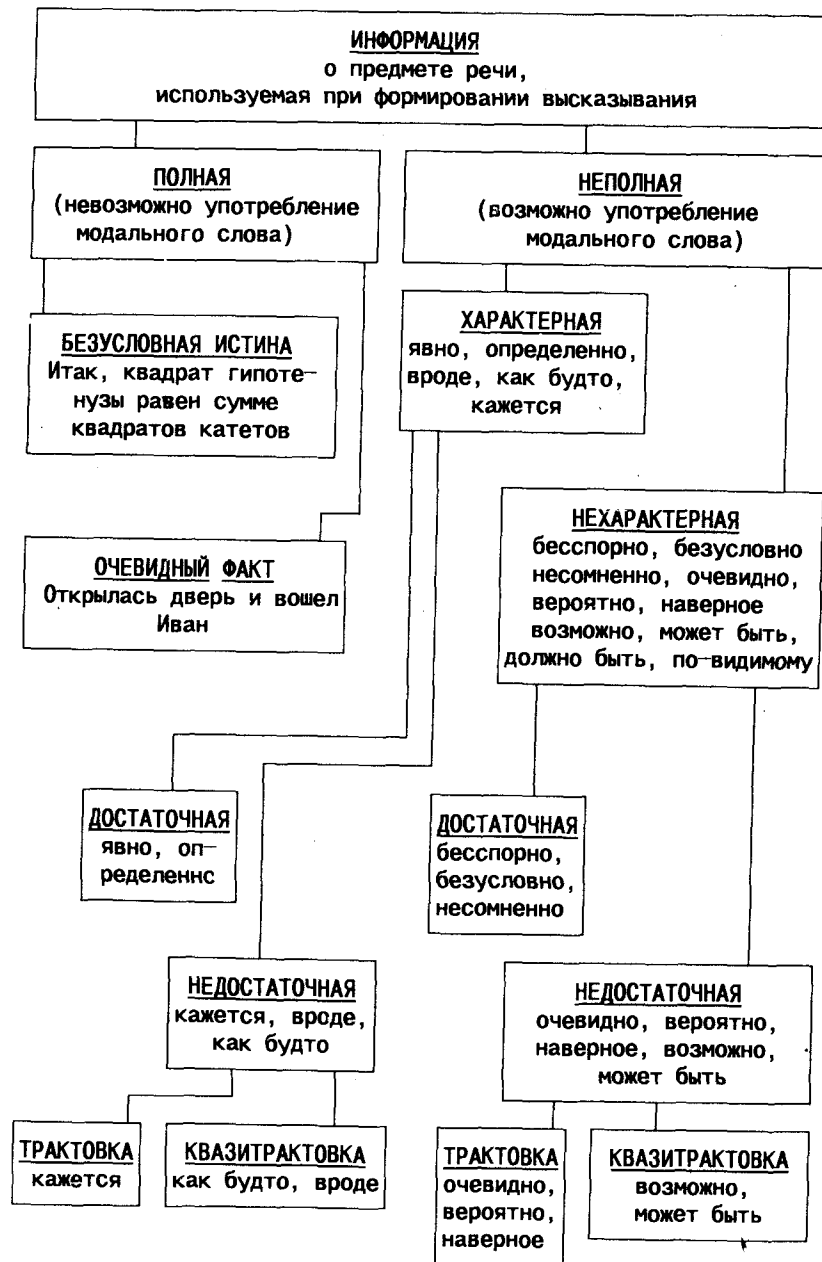 ИНФОРМАЦИЯ
о предмете речи,
используемая при формировании высказывания
ПОЛНАЯ
(невозможно употребление
модального слова)
НЕПОЛНАЯ
(возможно употребление
модального слова)
БЕЗУСЛОВНАЯ ИСТИНА
Итак, квадрат гипоте-
нузы равен сумме
квадратов катетов
ХАРАКТЕРНАЯ
явно, определенно,
вроде, как будто,
кажется
ОЧЕВИДНЫЙ ФАКТ
Открылась дверь и вошел
Иван
НЕХАРАКТЕРНАЯ
бесспорно, безусловно
несомненно, очевидно,
вероятно, наверное
возможно, может быть,
должно быть, по-видимому
ДОСТАТОЧНАЯ
явно, оп-
ределеннс
ДОСТАТОЧНАЯ
бесспорно,
безусловно,
несомненно
НЕДОСТАТОЧНАЯ
кажется, вроде,
как будто
НЕДОСТАТОЧНАЯ
очевидно, вероятно,
наверное, возможно,
может быть
ТРАКТОВКА
кажется
КВАЗИТРАКТОВКА
как будто, вроде
ТРАКТОВКА
очевидно,
вероятно,
наверное
КВАЗИТРАКТОВКА
возможно,
может быть